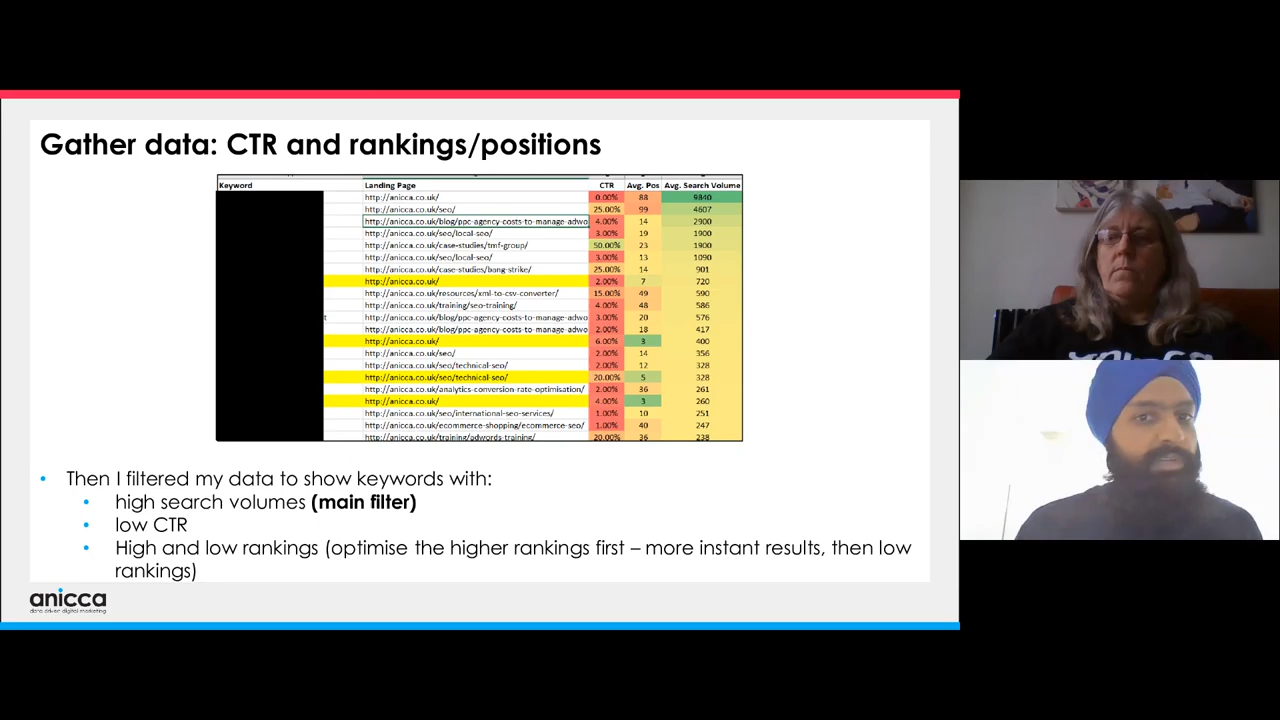 Gather data: CTR and rankings/positions
Keyword Landing Page CTR Avg. Pos Avg. Search Volume
http://anicca.co.uk/ 0.00% 88 9840
http://anicca.co.uk/seo/ 25.00% 99 4607
http://anicca.co.uk/blog/ppc-agency-costs-to-manage-adwo 4.00% 14 2900
http://anicca.co.uk/seo/local-seo/ 3.00% 19 1900
http://anicca.co.uk/case-studies/tmf-group/ 50.00% 23 1900
http://anicca.co.uk/seo/local-seo/ 3.00% 13 1090
http://anicca.co.uk/case-studies/bang-strike/ 25.00% 14 901
http://anicca.co.uk/ 2.00% 7 720
http://anicca.co.uk/resources/xml-to-csv-converter/ 15.00% 49 590
http://anicca.co.uk/training/seo-training/ 4.00% 48 586
t http://anicca.co.uk/blog/ppc-agency-costs-to-manage-adwo 3.00% 20 576
http://anicca.co.uk/blog/ppc-agency-costs-to-manage-adwo 2.00% 18 417
http://anicca.co.uk/ 6.00% 3 400
http://anicca.co.uk/seo/ 2.00% 14 356
http://anicca.co.uk/seo/technical-seo/ 2.00% 12 328
http://anicca.co.uk/seo/technical-seo/ 20.00% 5 328
http://anicca.co.uk/analytics-conversion-rate-optimisation/ 2.00% 36 261
http://anicca.co.uk/ 4.00% 3 260
http://anicca.co.uk/seo/international-seo-services/ 1.00% 10 251
http://anicca.co.uk/ecommerce-shopping/ecommerce-seo/ 1.00% 40 247
http://anicca.co.uk/training/adwords-training/ 20.00% 36 238
• Then I filtered my data to show keywords with:
• high search volumes (main filter)
• low CTR
• High and low rankings (optimise the higher rankings first – more instant results, then low
rankings)
anicca
data driven digital marketing